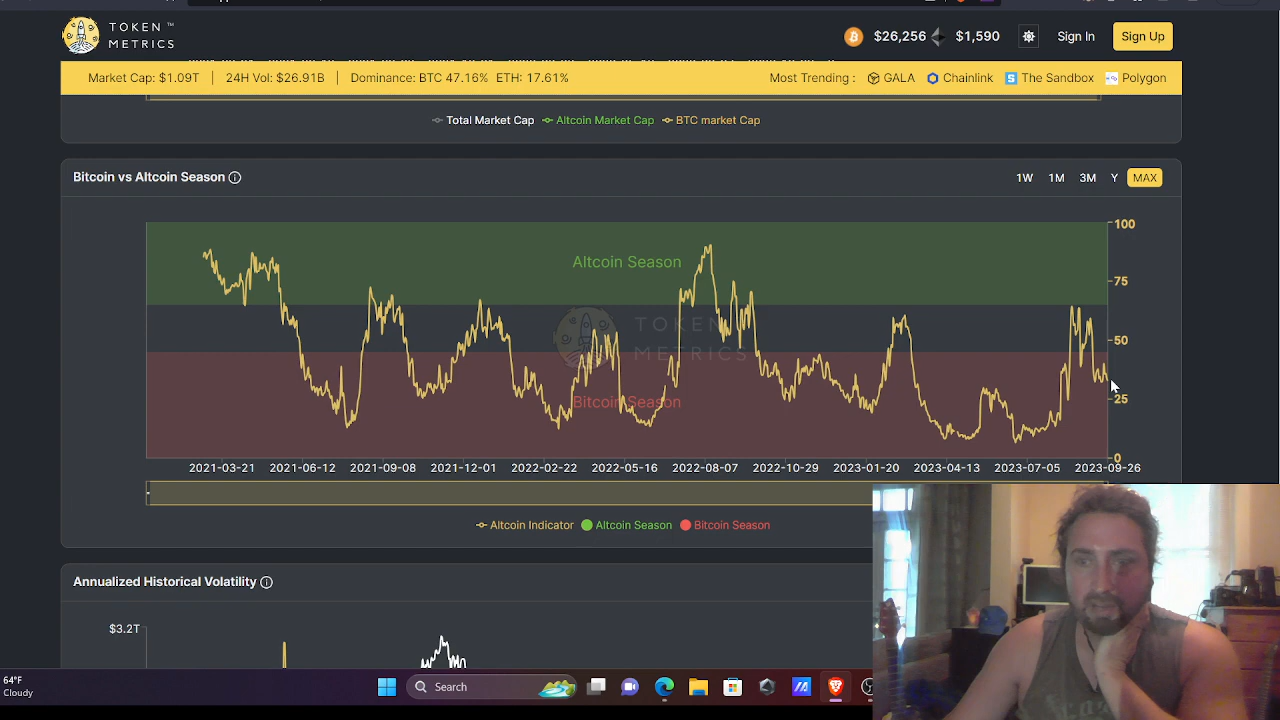 TOKEN ™
METRICS
$26,256 $1,590 Sign In Sign Up
Market Cap: $1.09T 24H Vol: $26.91B Dominance: BTC 47.16% ETH: 17.61% Most Trending : GALA Chainlink The Sandbox Polygon
Total Market Cap Altcoin Market Cap BTC market Cap
Bitcoin vs Altcoin Season 1W 1M 3M Y MAX
100
Altcoin Season
75
TOKEN
50
METRICS
25
Bitcoin Season
0
2021-03-21 2021-06-12 2021-09-08 2021-12-01 2022-02-22 2022-05-16 2022-08-07 2022-10-29 2023-01-20 2023-04-13 2023-07-05 2023-09-26
Altcoin Indicator Altcoin Season Bitcoin Season
Annualized Historical Volatility
$3.2T
64°F
Cloudy
Search